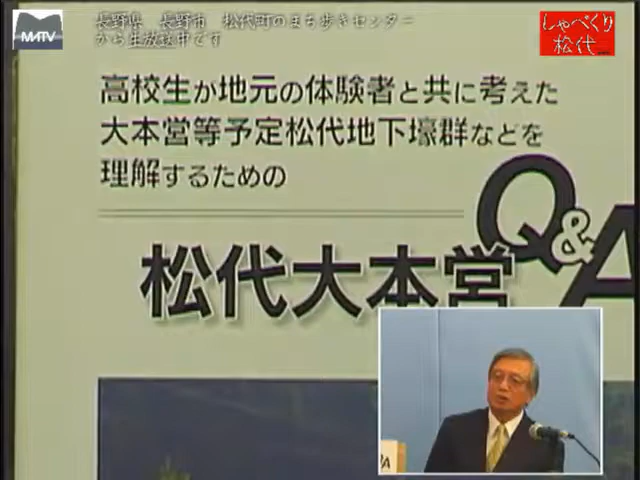 MATV
長野県　長野市　松代町のまち歩きセンター
から生放送中です
しゃべくり
松代
高校生が地元の体験者と共に考えた
大本営等予定松代地下壕群などを
理解するための
Q&A
松代大本営